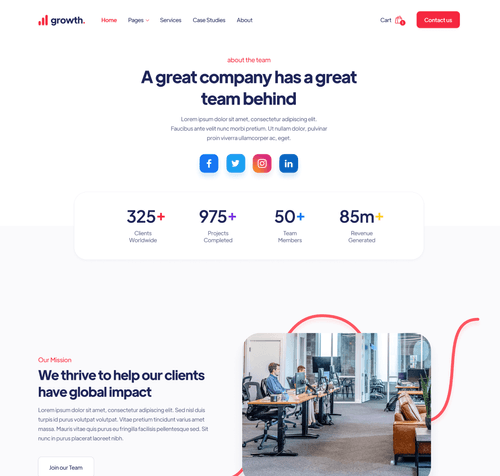 growth.
Home Pages Services Case Studies About
Cart
Contact us
about the team
A great company has a great
team behind
Lorem ipsum dolor sit amet, consectetur adipiscing elit.
Faucibus ante velit nunc morbi pretium. Ut nullam dolor, pulvinar
proin viverra ullamcorper ac, eget.
325+ 975+ 50+ 85m+
Clients Projects Team Revenue
Worldwide Completed Members Generated
Our Mission
We thrive to help our clients
have global impact
Lorem ipsum dolor sit amet, consectetur adipiscing elit. Sed nisl duis
turpis id purus volutpat volutpat. Vitae pretium tincidunt varius amet
massa. Mauris vitae quis purus eu fringilla facilisis pellentesque sed. Sit
nunc in purus placerat laoreet nibh.
Join our Team